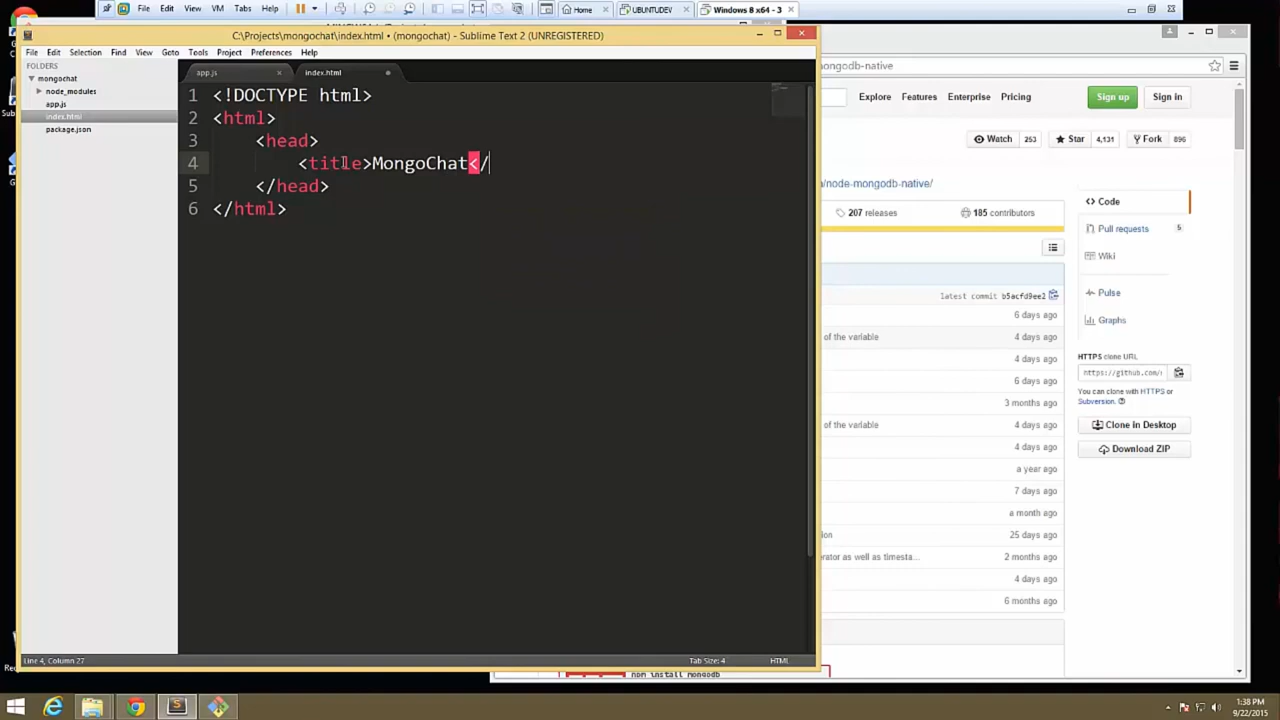 File Edit View VM Tabs Help
Home
UBUNTUDEV
Windows 8 x64 - 3
C:\Projects\mongochat\index.html • (mongochat) - Sublime Text 2 (UNREGISTERED)
File Edit Selection Find View Goto Tools Project Preferences Help
FOLDERS
mongochat
node_modules
app.js
index.html
package.json
app.js
index.html
1 <!DOCTYPE html>
2 <html>
3 <head>
4 <title>MongoChat</
5 </head>
6 </html>
Line 4, Column 27
Tab Size: 4
HTML
ongodb-native
Explore Features Enterprise Pricing
Sign up
Sign in
Watch 253
Star 4,131
Fork 896
/node-mongodb-native/
207 releases
185 contributors
latest commit b5acfd9ee2
6 days ago
of the variable 4 days ago
4 days ago
6 days ago
3 months ago
of the variable 4 days ago
4 days ago
a year ago
7 days ago
a month ago
25 days ago
erator as well as timesta... 2 months ago
4 days ago
6 months ago
<> Code
Pull requests 5
Wiki
Pulse
Graphs
HTTPS clone URL
https://github.com/
You can clone with HTTPS or
Subversion.
Clone in Desktop
Download ZIP
npm install mongodb
1:38 PM
9/22/2015